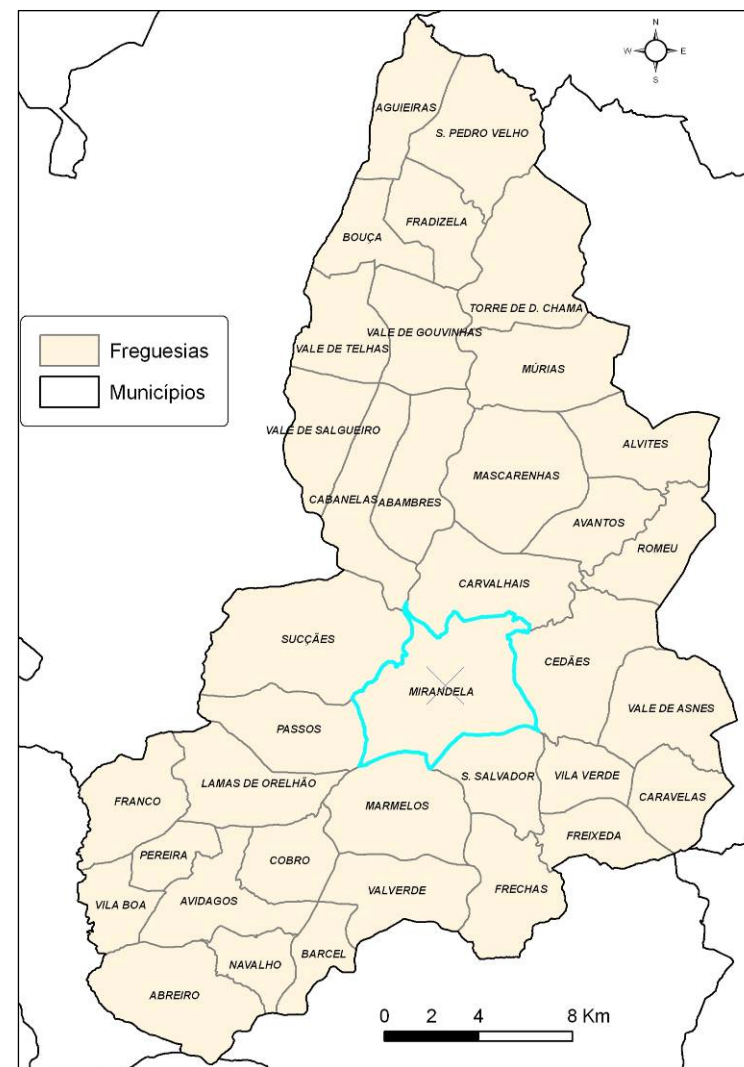 N
W E
S
AGUIEIRAS
S. PEDRO VELHO
FRADIZELA
BOUÇA
TORRE DE D. CHAMA
VALE DE GOUVINHAS
VALE DE TELHAS
MÚRIAS
Freguesias
Municípios
VALE DE SALGUEIRO
ALVITES
MASCARENHAS
CABANELAS
ABAMBRES
AVANTOS
ROMEU
CARVALHAIS
SUCÇÃES
CEDÃES
MIRANDELA
VALE DE ASNES
PASSOS
LAMAS DE ORELHÃO
S. SALVADOR
VILA VERDE
CARAVELAS
FRANCO
MARMELOS
FREIXEDA
PEREIRA
COBRO
VALVERDE
FRECHAS
VILA BOA
AVIDAGOS
BARCEL
NAVALHO
ABREIRO
0 2 4 8 Km